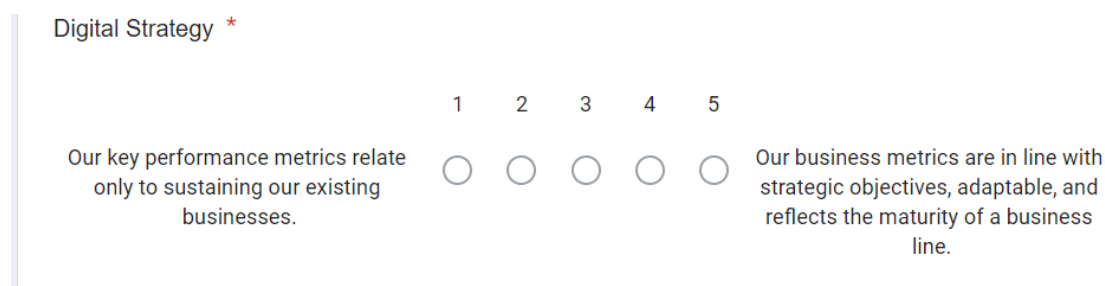 Digital Strategy *
1 2 3 4 5
Our key performance metrics relate
only to sustaining our existing
businesses.
Our business metrics are in line with
strategic objectives, adaptable, and
reflects the maturity of a business
line.